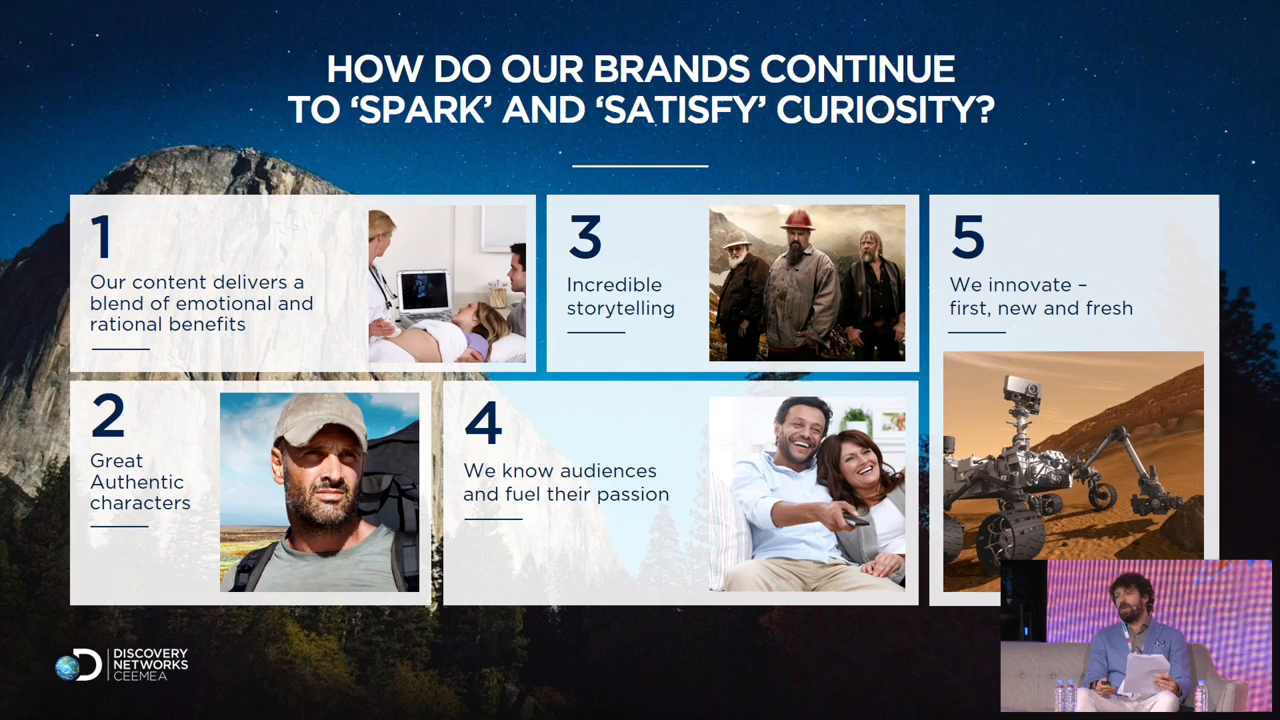 HOW DO OUR BRANDS CONTINUE
TO ‘SPARK’ AND ‘SATISFY’ CURIOSITY?
1
Our content delivers a
blend of emotional and
rational benefits
2
Great
Authentic
characters
3
Incredible
storytelling
4
We know audiences
and fuel their passion
5
We innovate –
first, new and fresh
D
DISCOVERY
NETWORKS
CEEMEA